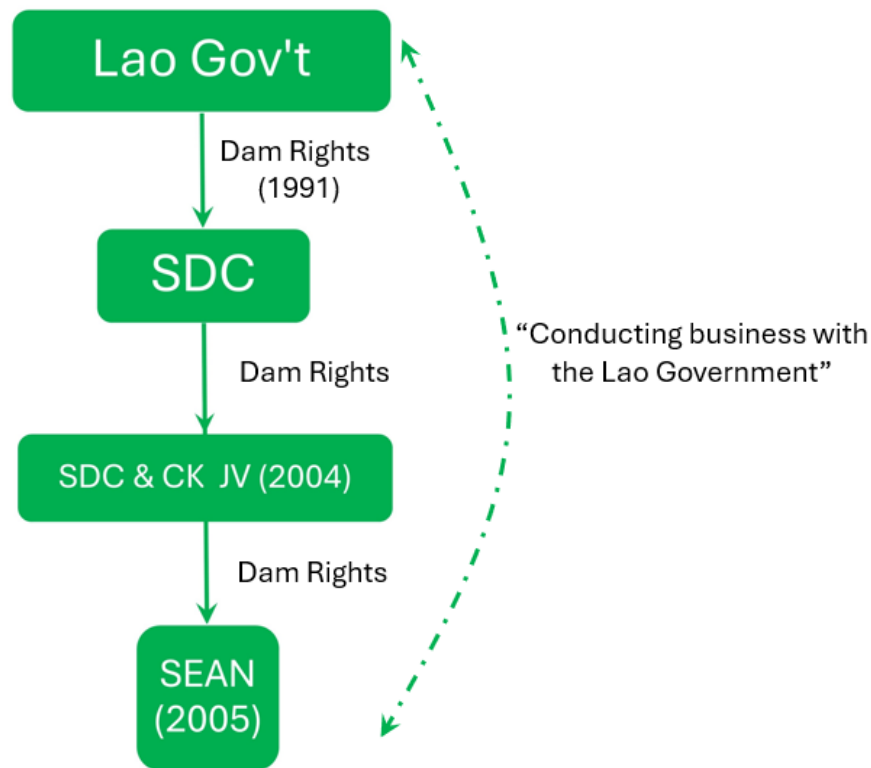 Lao Gov't
Dam Rights
(1991)
SDC
“Conducting business with
the Lao Government”
Dam Rights
SDC & CK JV (2004)
Dam Rights
SEAN
(2005)